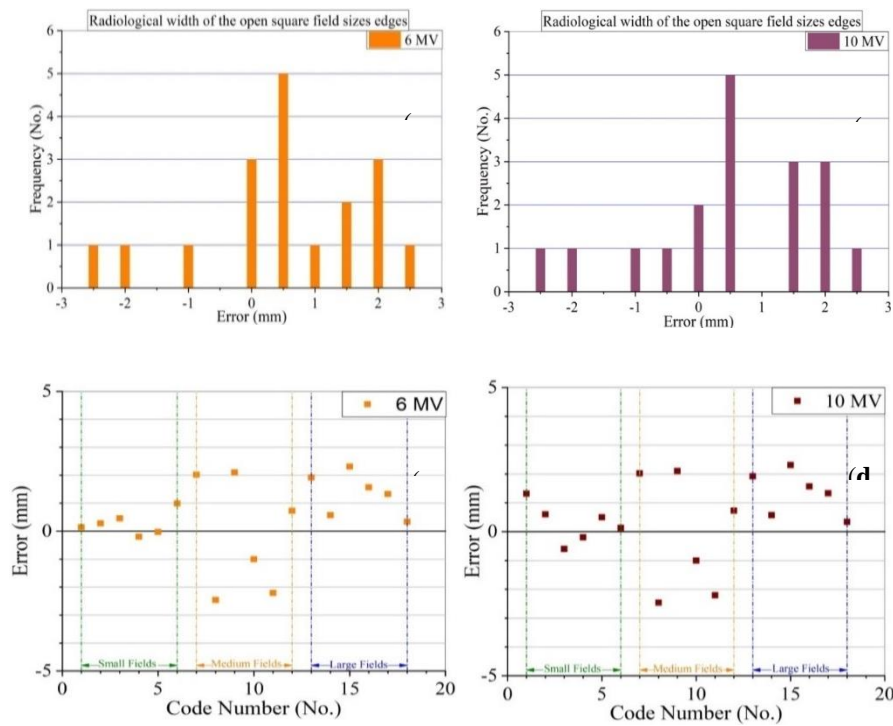 Radiological width of the open square field sizes edges
6 MV
Frequency (No.)
6
5
4
3
2
1
0
-3
-2
-1
0
1
2
3
Error (mm)
Radiological width of the open square field sizes edges
10 MV
Frequency (No.)
6
5
4
3
2
1
0
-3
-2
-1
0
1
2
3
Error (mm)
6 MV
Error (mm)
5
0
-5
Small Fields
Medium Fields
Large Fields
0
5
10
15
20
Code Number (No.)
10 MV
(d
Error (mm)
5
0
-5
Small Fields
Medium Fields
Large Fields
0
5
10
15
20
Code Number (No.)